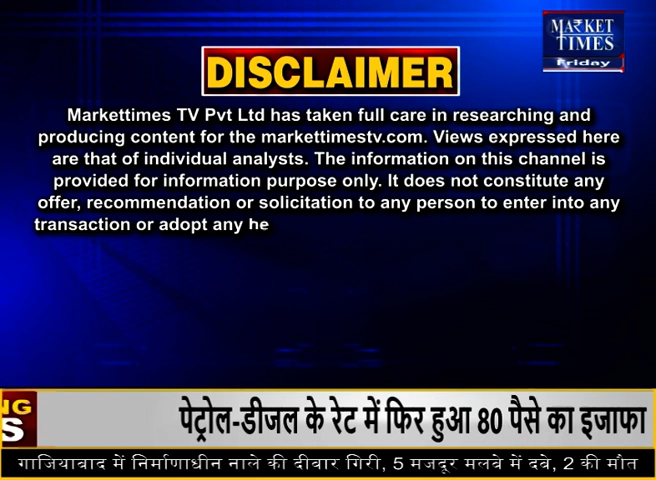 MARKET
TIMES
Friday
DISCLAIMER
Markettimes TV Pvt Ltd has taken full care in researching and
producing content for the markettimestv.com. Views expressed here
are that of individual analysts. The information on this channel is
provided for information purpose only. It does not constitute any
offer, recommendation or solicitation to any person to enter into any
transaction or adopt any he
NG
S
पेट्रोल-डीजल के रेट में फिर हुआ 80 पैसे का इजाफा
गाजियाबाद में निर्माणाधीन नाले की दीवार गिरी, 5 मजदूर मलबे में दबे, 2 की मौत